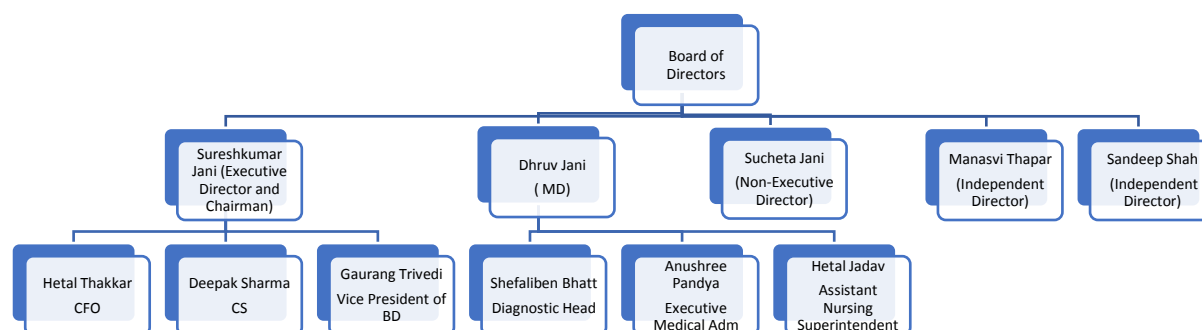 Board of
Directors
Sureshkumar
Jani (Executive
Director and
Chairman)
Dhruv Jani
( MD)
Sucheta Jani
(Non-Executive
Director)
Manasvi Thapar
(Independent
Director)
Sandeep Shah
(Independent
Director)
Hetal Thakkar
CFO
Deepak Sharma
CS
Gaurang Trivedi
Vice President of
BD
Shefaliben Bhatt
Diagnostic Head
Anushree
Pandya
Executive
Medical Adm
Hetal Jadav
Assistant
Nursing
Superintendent